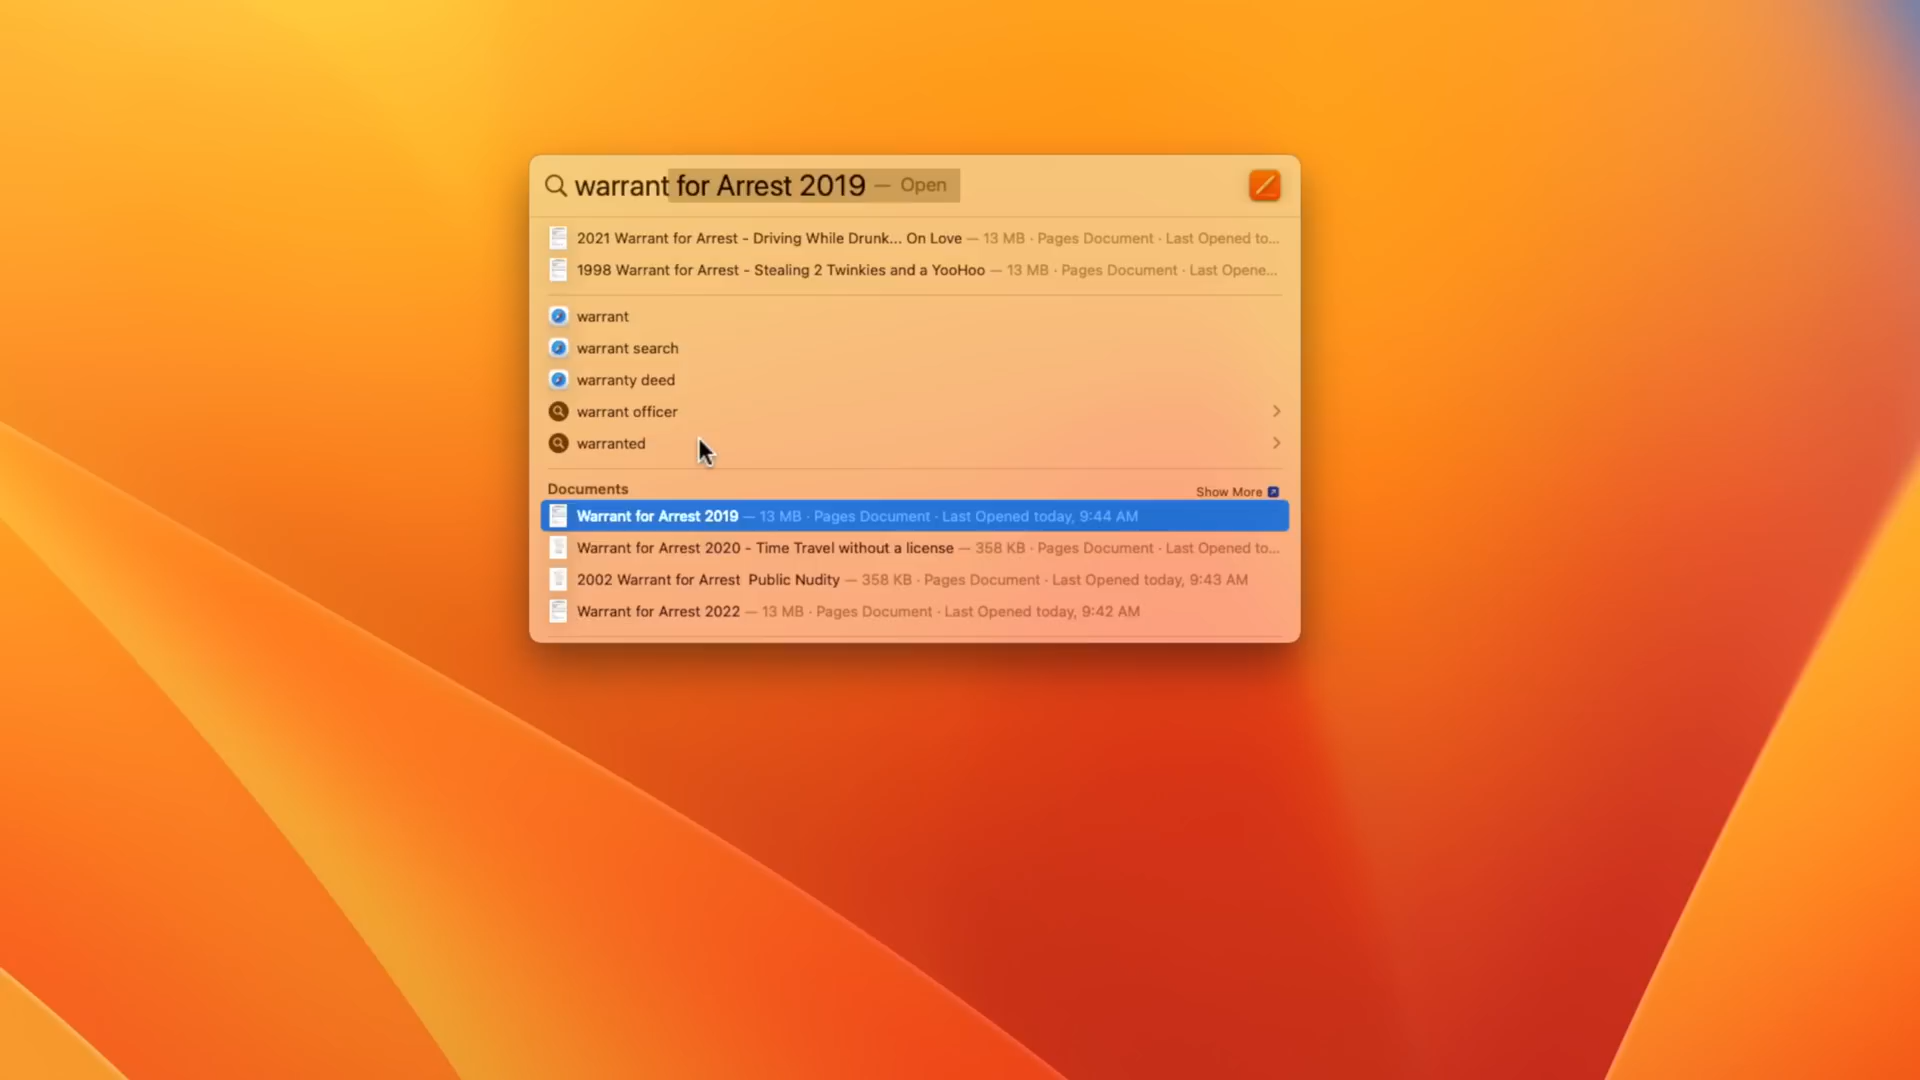 warrant for Arrest 2019 — Open
2021 Warrant for Arrest - Driving While Drunk... On Love — 13 MB · Pages Document · Last Opened to...
1998 Warrant for Arrest - Stealing 2 Twinkies and a YooHoo — 13 MB · Pages Document · Last Opene...
warrant
warrant search
warranty deed
warrant officer
warranted
Documents
Show More
Warrant for Arrest 2019 — 13 MB · Pages Document · Last Opened today, 9:44 AM
Warrant for Arrest 2020 - Time Travel without a license — 358 KB · Pages Document · Last Opened to...
2002 Warrant for Arrest  Public Nudity — 358 KB · Pages Document · Last Opened today, 9:43 AM
Warrant for Arrest 2022 — 13 MB · Pages Document · Last Opened today, 9:42 AM